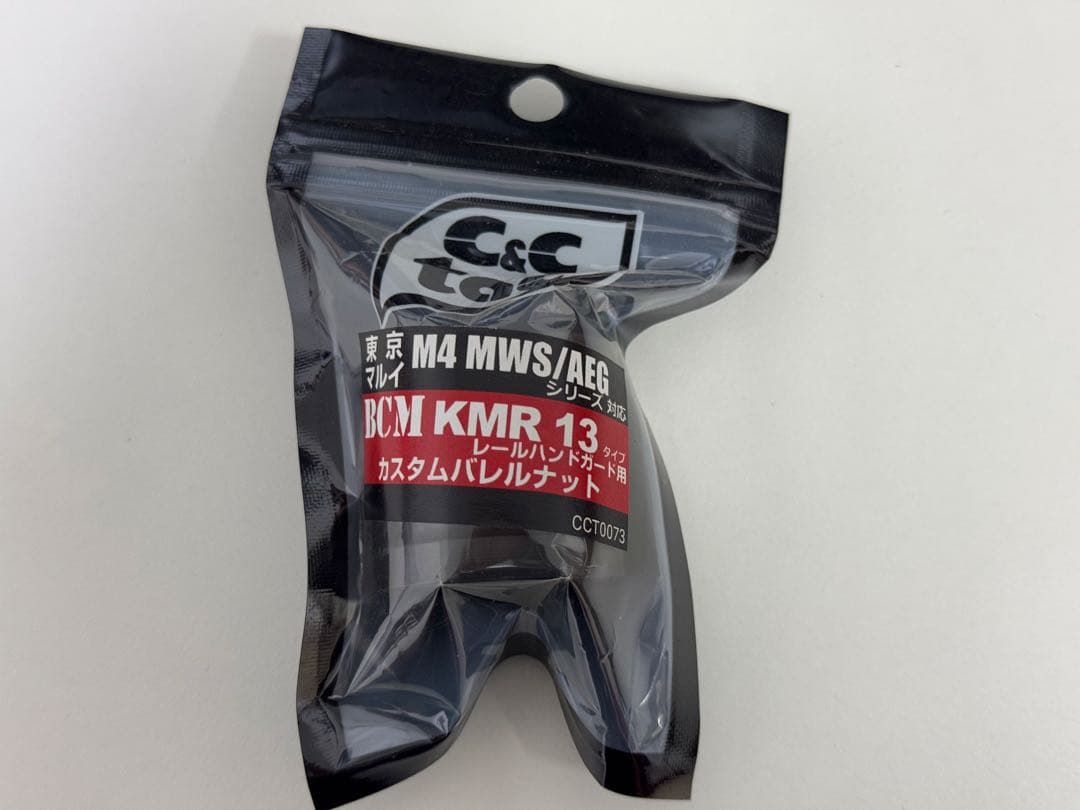 C&C
東京
マルイ M4 MWS/AEG
シリーズ 対応
BCM KMR 13 タイプ
レールハンドガード用
カスタムバレルナット
CCT0073